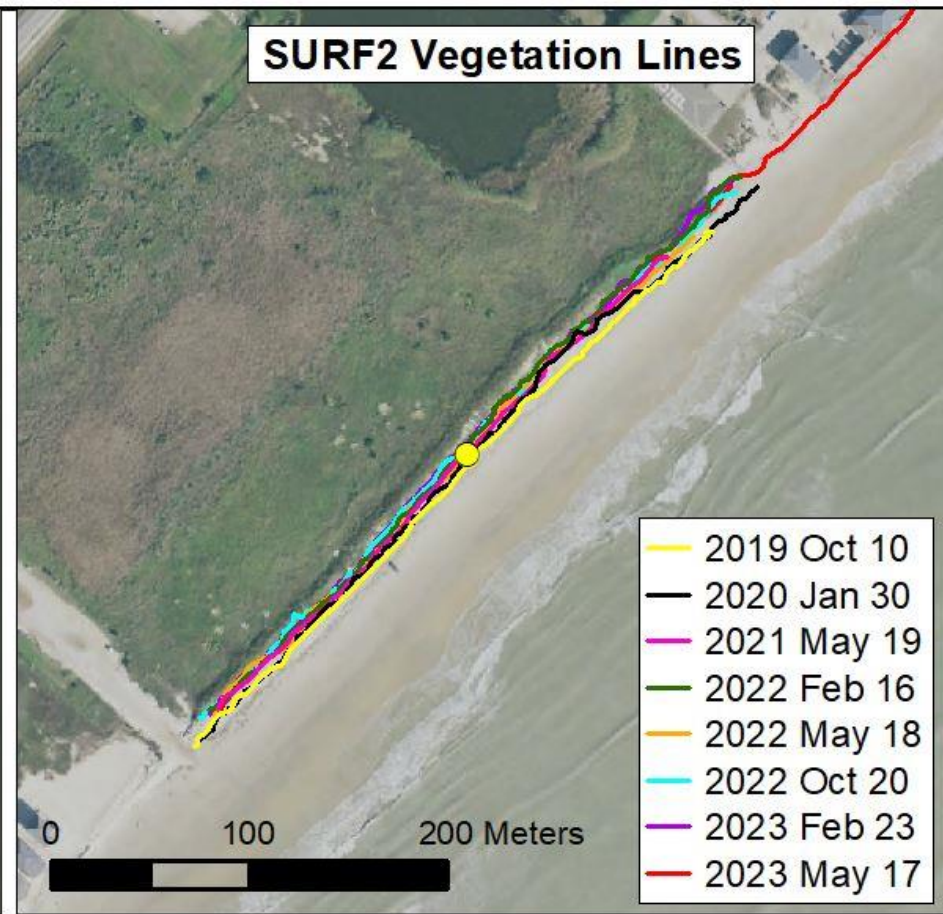 SURF2 Vegetation Lines
2019 Oct 10
2020 Jan 30
2021 May 19
2022 Feb 16
2022 May 18
2022 Oct 20
2023 Feb 23
2023 May 17
0 100 200 Meters